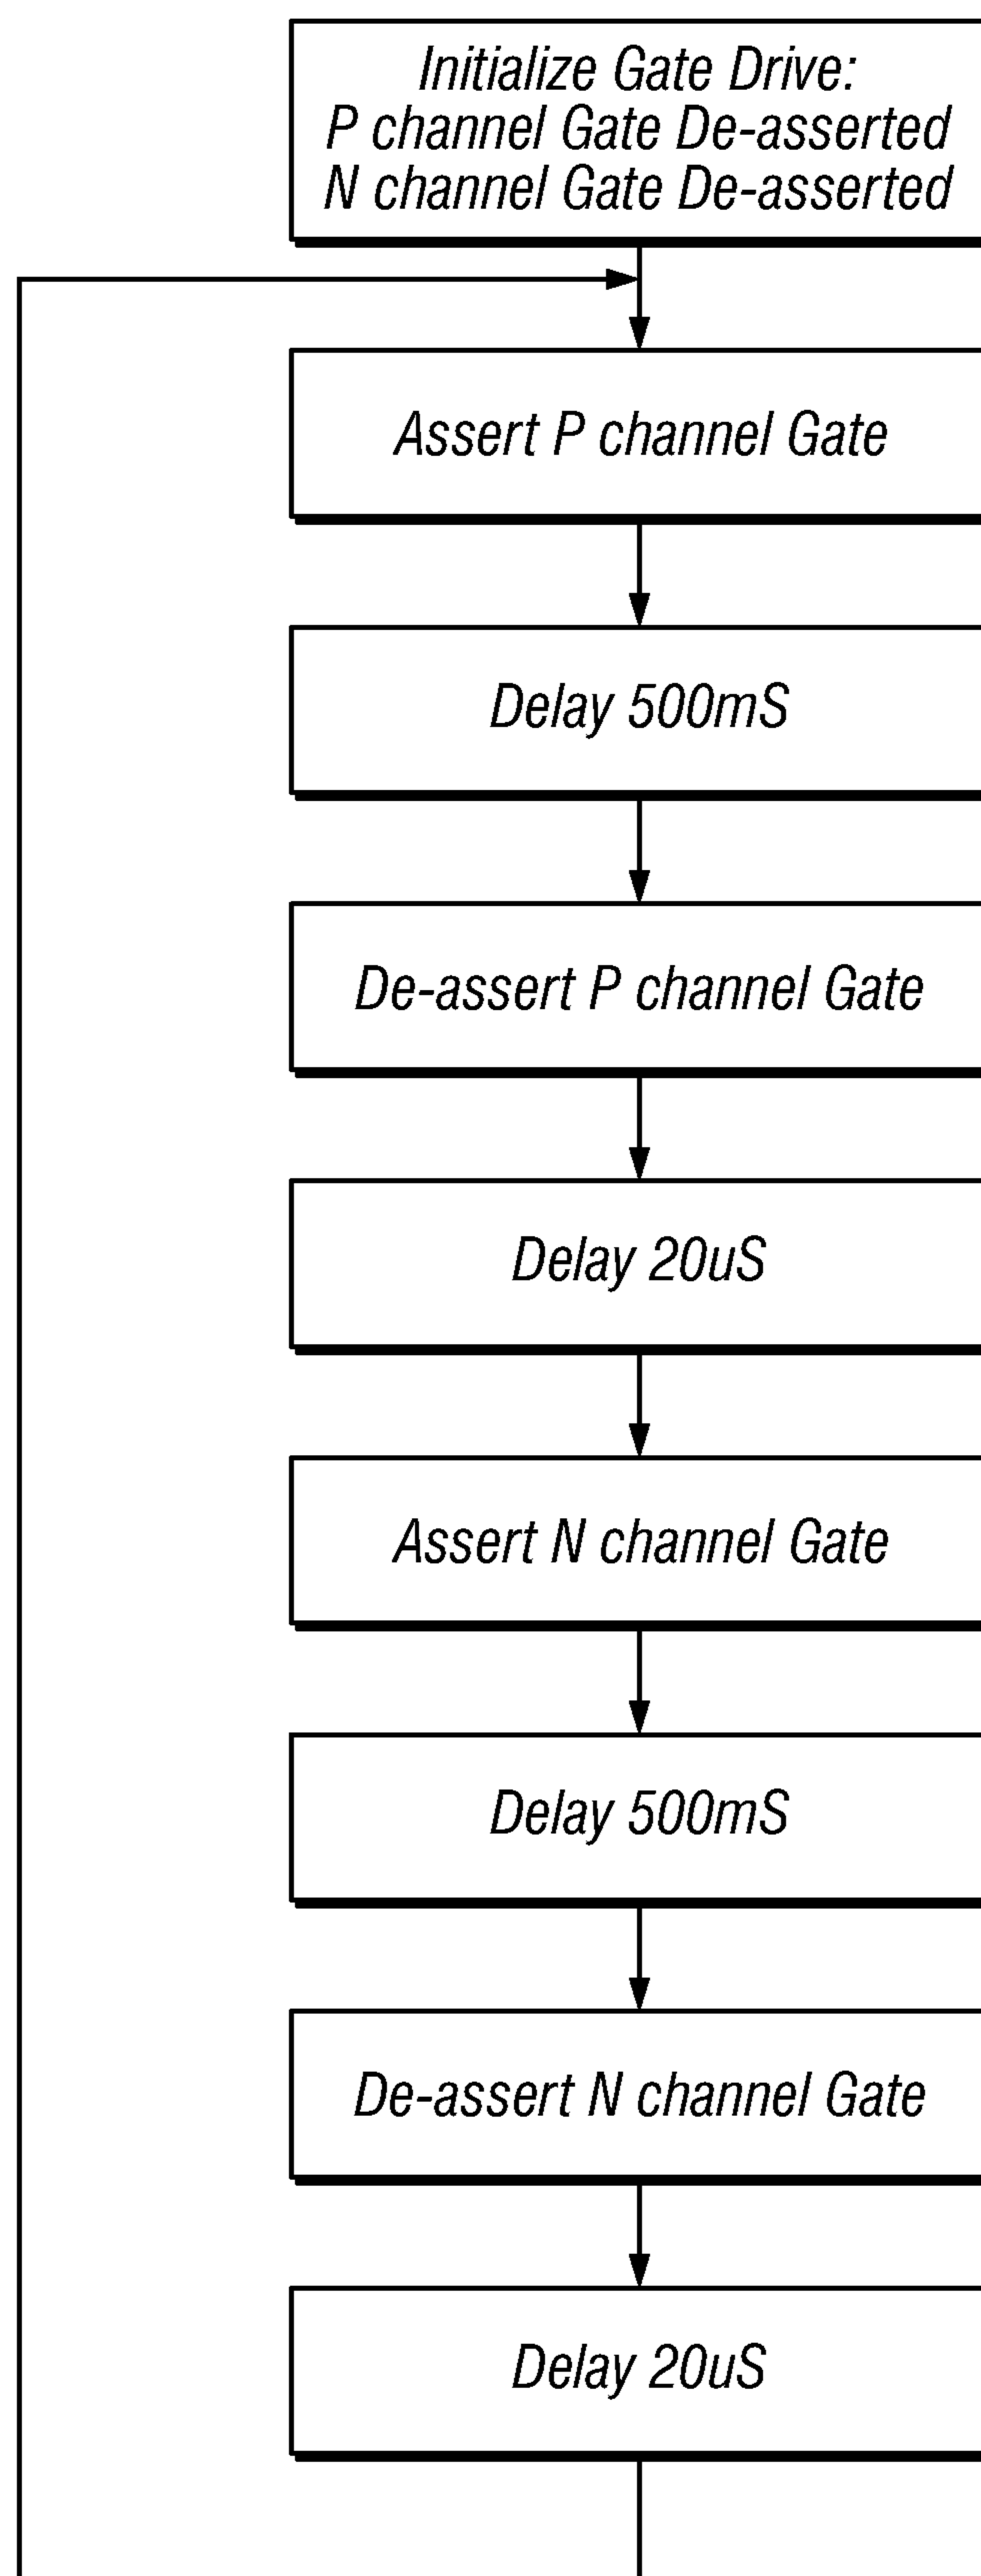 Initialize Gate Drive:
P channel Gate De-asserted
N channel Gate De-asserted
Assert P channel Gate
Delay 500mS
De-assert P channel Gate
Delay 20uS
Assert N channel Gate
Delay 500mS
De-assert N channel Gate
Delay 20uS